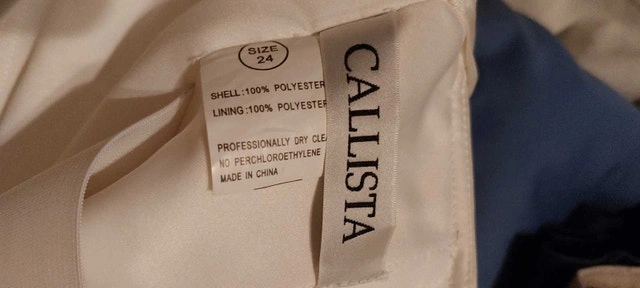 SIZE
24
SHELL:100% POLYESTER
LINING:100% POLYESTER
PROFESSIONALLY DRY CLEA
NO PERCHLOROETHYLENE
MADE IN CHINA
CALLISTA